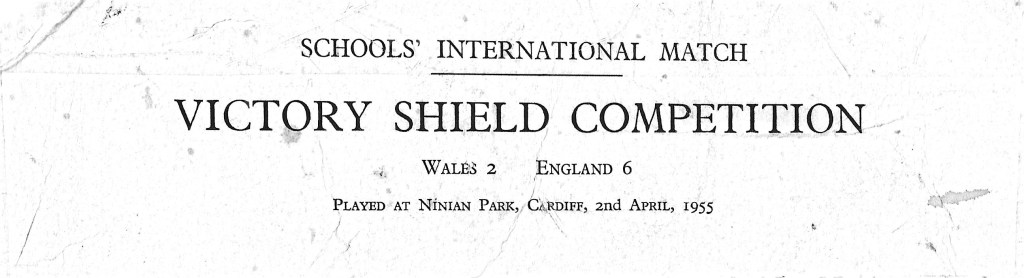 SCHOOLS' INTERNATIONAL MATCH
VICTORY SHIELD COMPETITION
WALES 2 ENGLAND 6
PLAYED AT NINIAN PARK, CARDIFF, 2nd APRIL, 1955